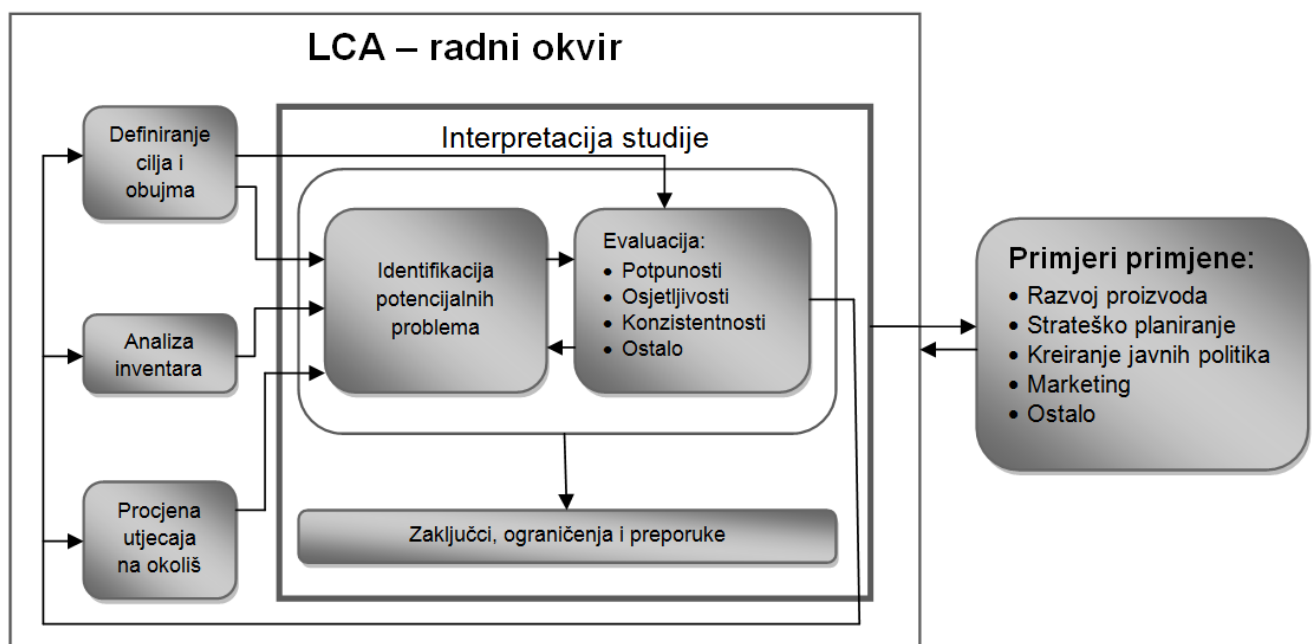 LCA – radni okvir
Definiranje
cilja i
obujma
Analiza
inventara
Procjena
utjecaja
na okoliš
Interpretacija studije
Identifikacija
potencijalnih
problema
Evaluacija:
• Potpunosti
• Osjetljivosti
• Konzistentnosti
• Ostalo
Zaključci, ograničenja i preporuke
Primjeri primjene:
• Razvoj proizvoda
• Strateško planiranje
• Kreiranje javnih politika
• Marketing
• Ostalo